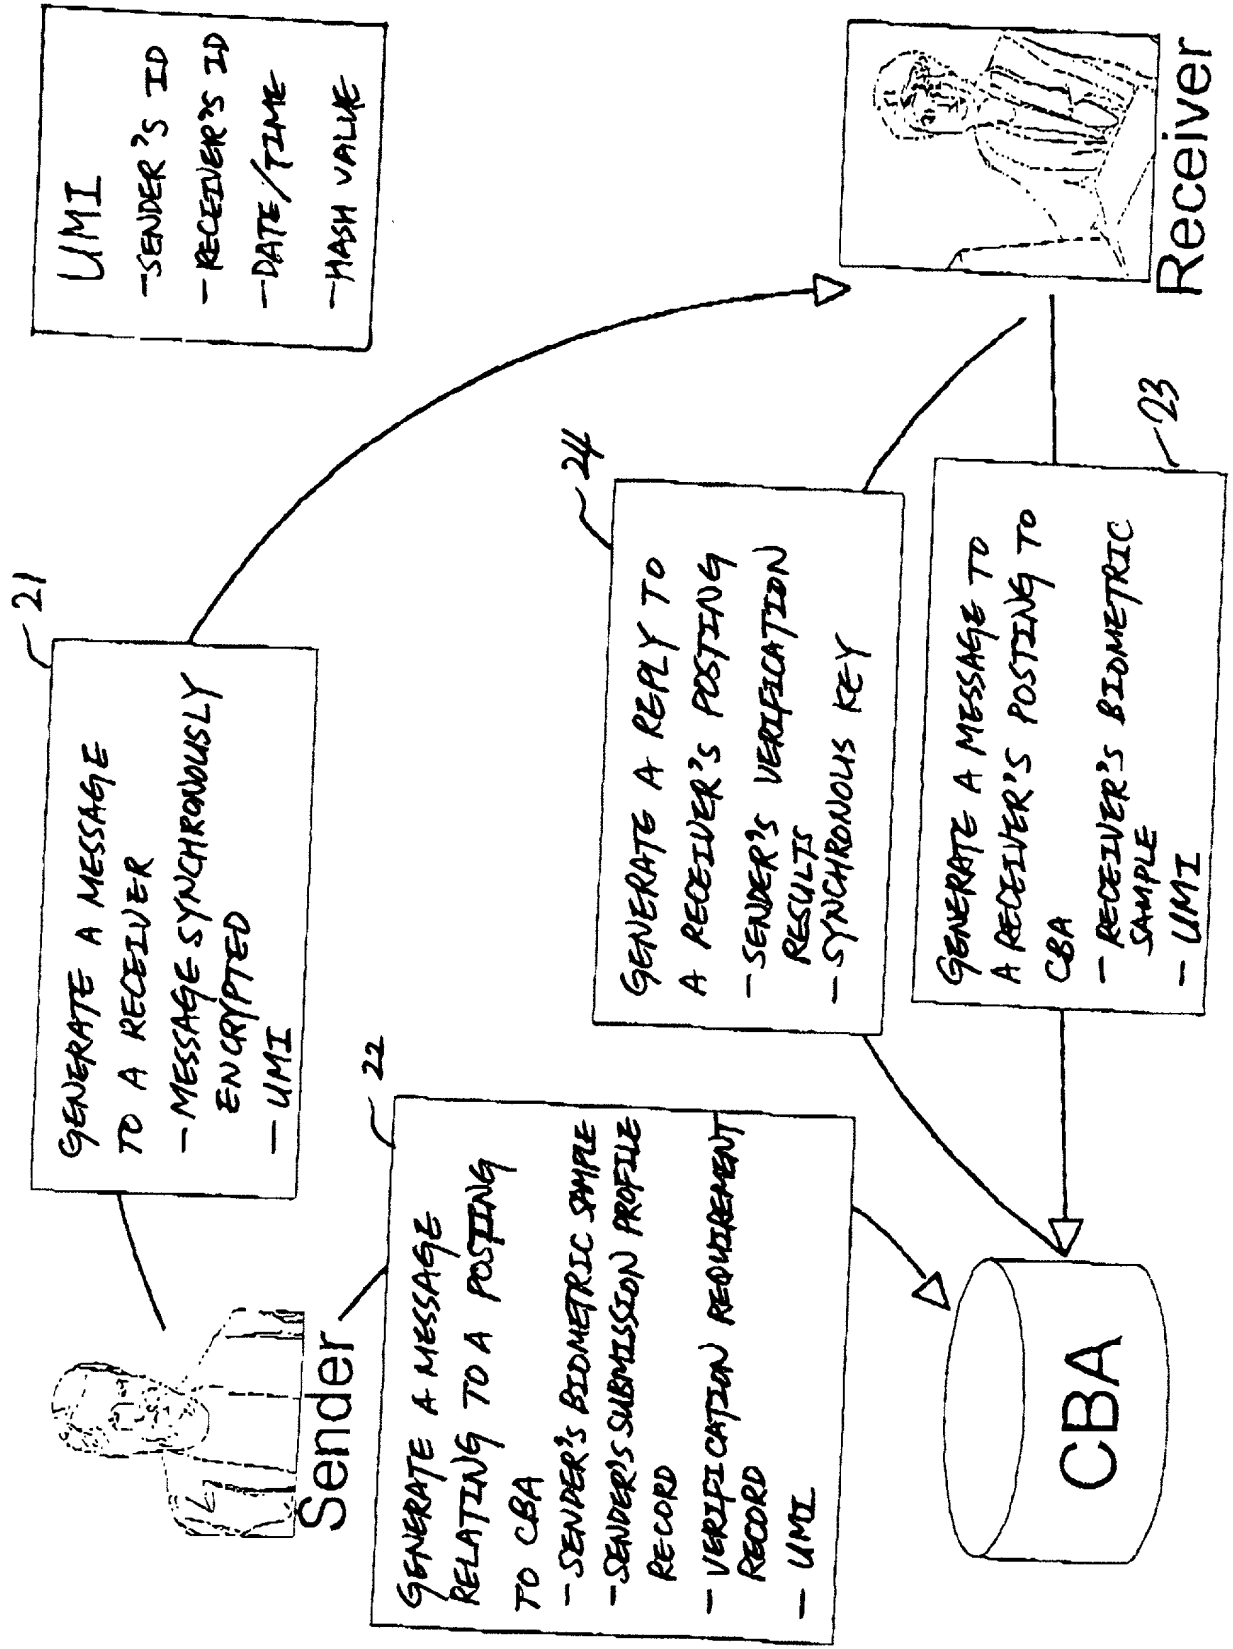 UMI
-SENDER'S ID
- RECEIVER'S ID
-DATE/TIME
-HASH VALUE
21
GENERATE A MESSAGE
TO A RECEIVER
- MESSAGE SYNCHRONOUSLY
ENCRYPTED
- UMI
Sender
22
GENERATE A MESSAGE
RELATING TO A POSTING
TO CBA
-SENDER'S BIOMETRIC SAMPLE
-SENDER'S SUBMISSION PROFILE
RECORD
- VERIFICATION REQUIREMENT
RECORD
- UMI
24
GENERATE A REPLY TO
A RECEIVER'S POSTING
- SENDER'S VERIFICATION
RESULTS
- SYNCHRONOUS KEY
23
GENERATE A MESSAGE TO
A RECEIVER'S POSTING TO
CBA
- RECEIVER'S BIOMETRIC
SAMPLE
- UMI
Receiver
CBA